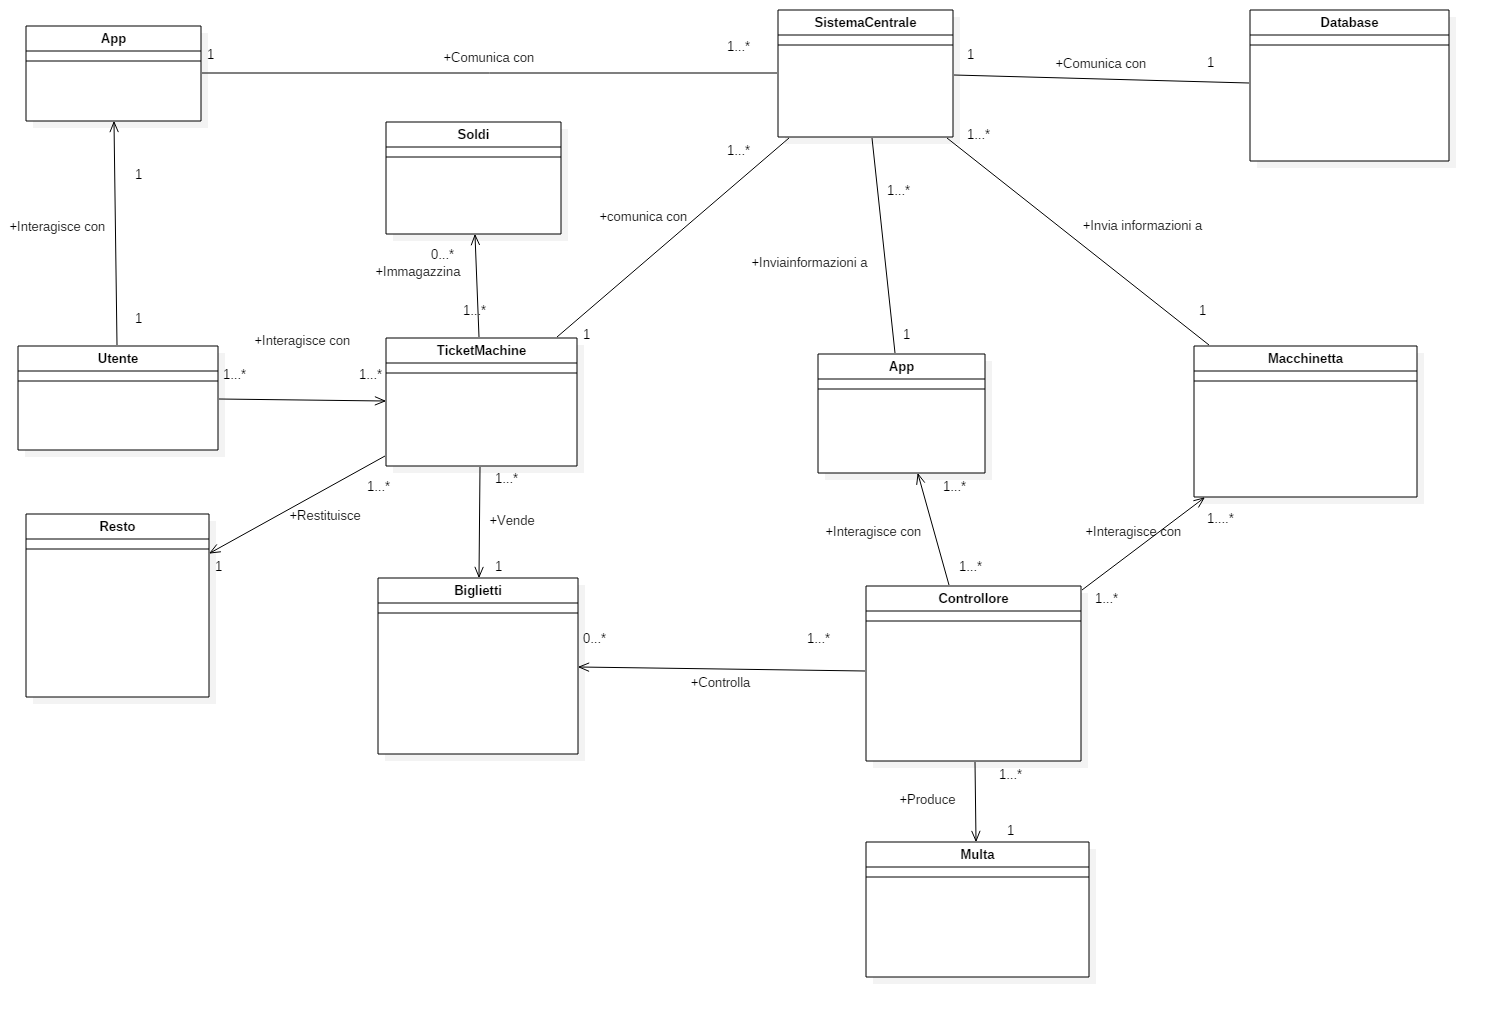 App
SistemaCentrale
Database
1
+Comunica con
1...*
1
+Comunica con
1
Soldi
1...*
1...*
1
1...*
+Interagisce con
+comunica con
+Invia informazioni a
0...*
+Immagazzina
+Inviainformazioni a
1...*
1
1
1
1
+Interagisce con
Utente
TicketMachine
App
Macchinetta
1...*
1...*
1...*
1...*
1...*
+Restituisce
+Vende
+Interagisce con
+Interagisce con
1....*
Resto
1
1
1...*
Biglietti
Controllore
1...*
0...*
1...*
+Controlla
1...*
+Produce
1
Multa